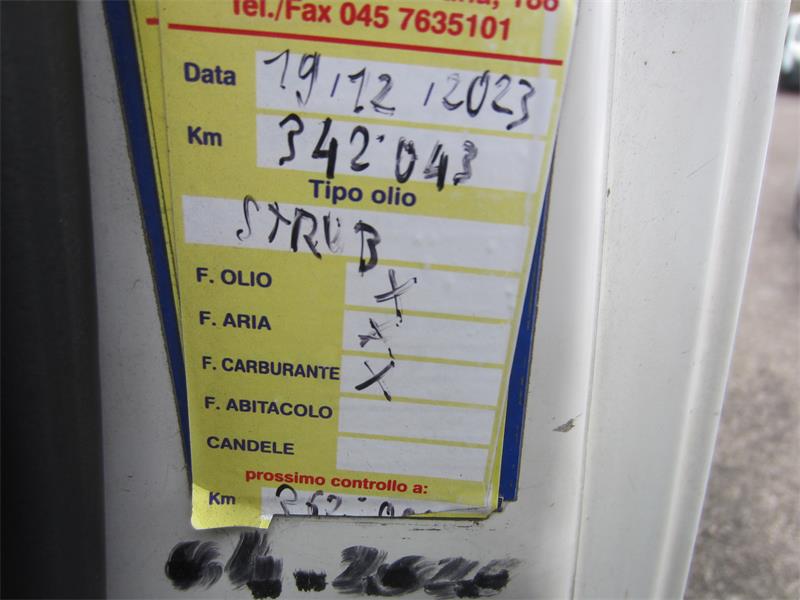 186
Tel./Fax 045 7635101
Data 19,12,2023
Km 342.043
Tipo olio
STRUB
F. OLIO X
F. ARIA X
F. CARBURANTE X
F. ABITACOLO
CANDELE
prossimo controllo a:
Km